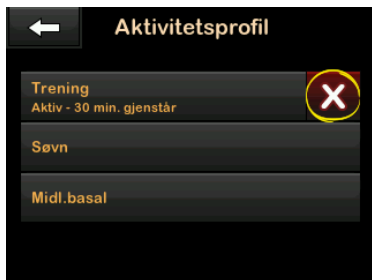 Aktivitetsprofil
Trening
Aktiv - 30 min. gjenstår
Søvn
Midl.basal